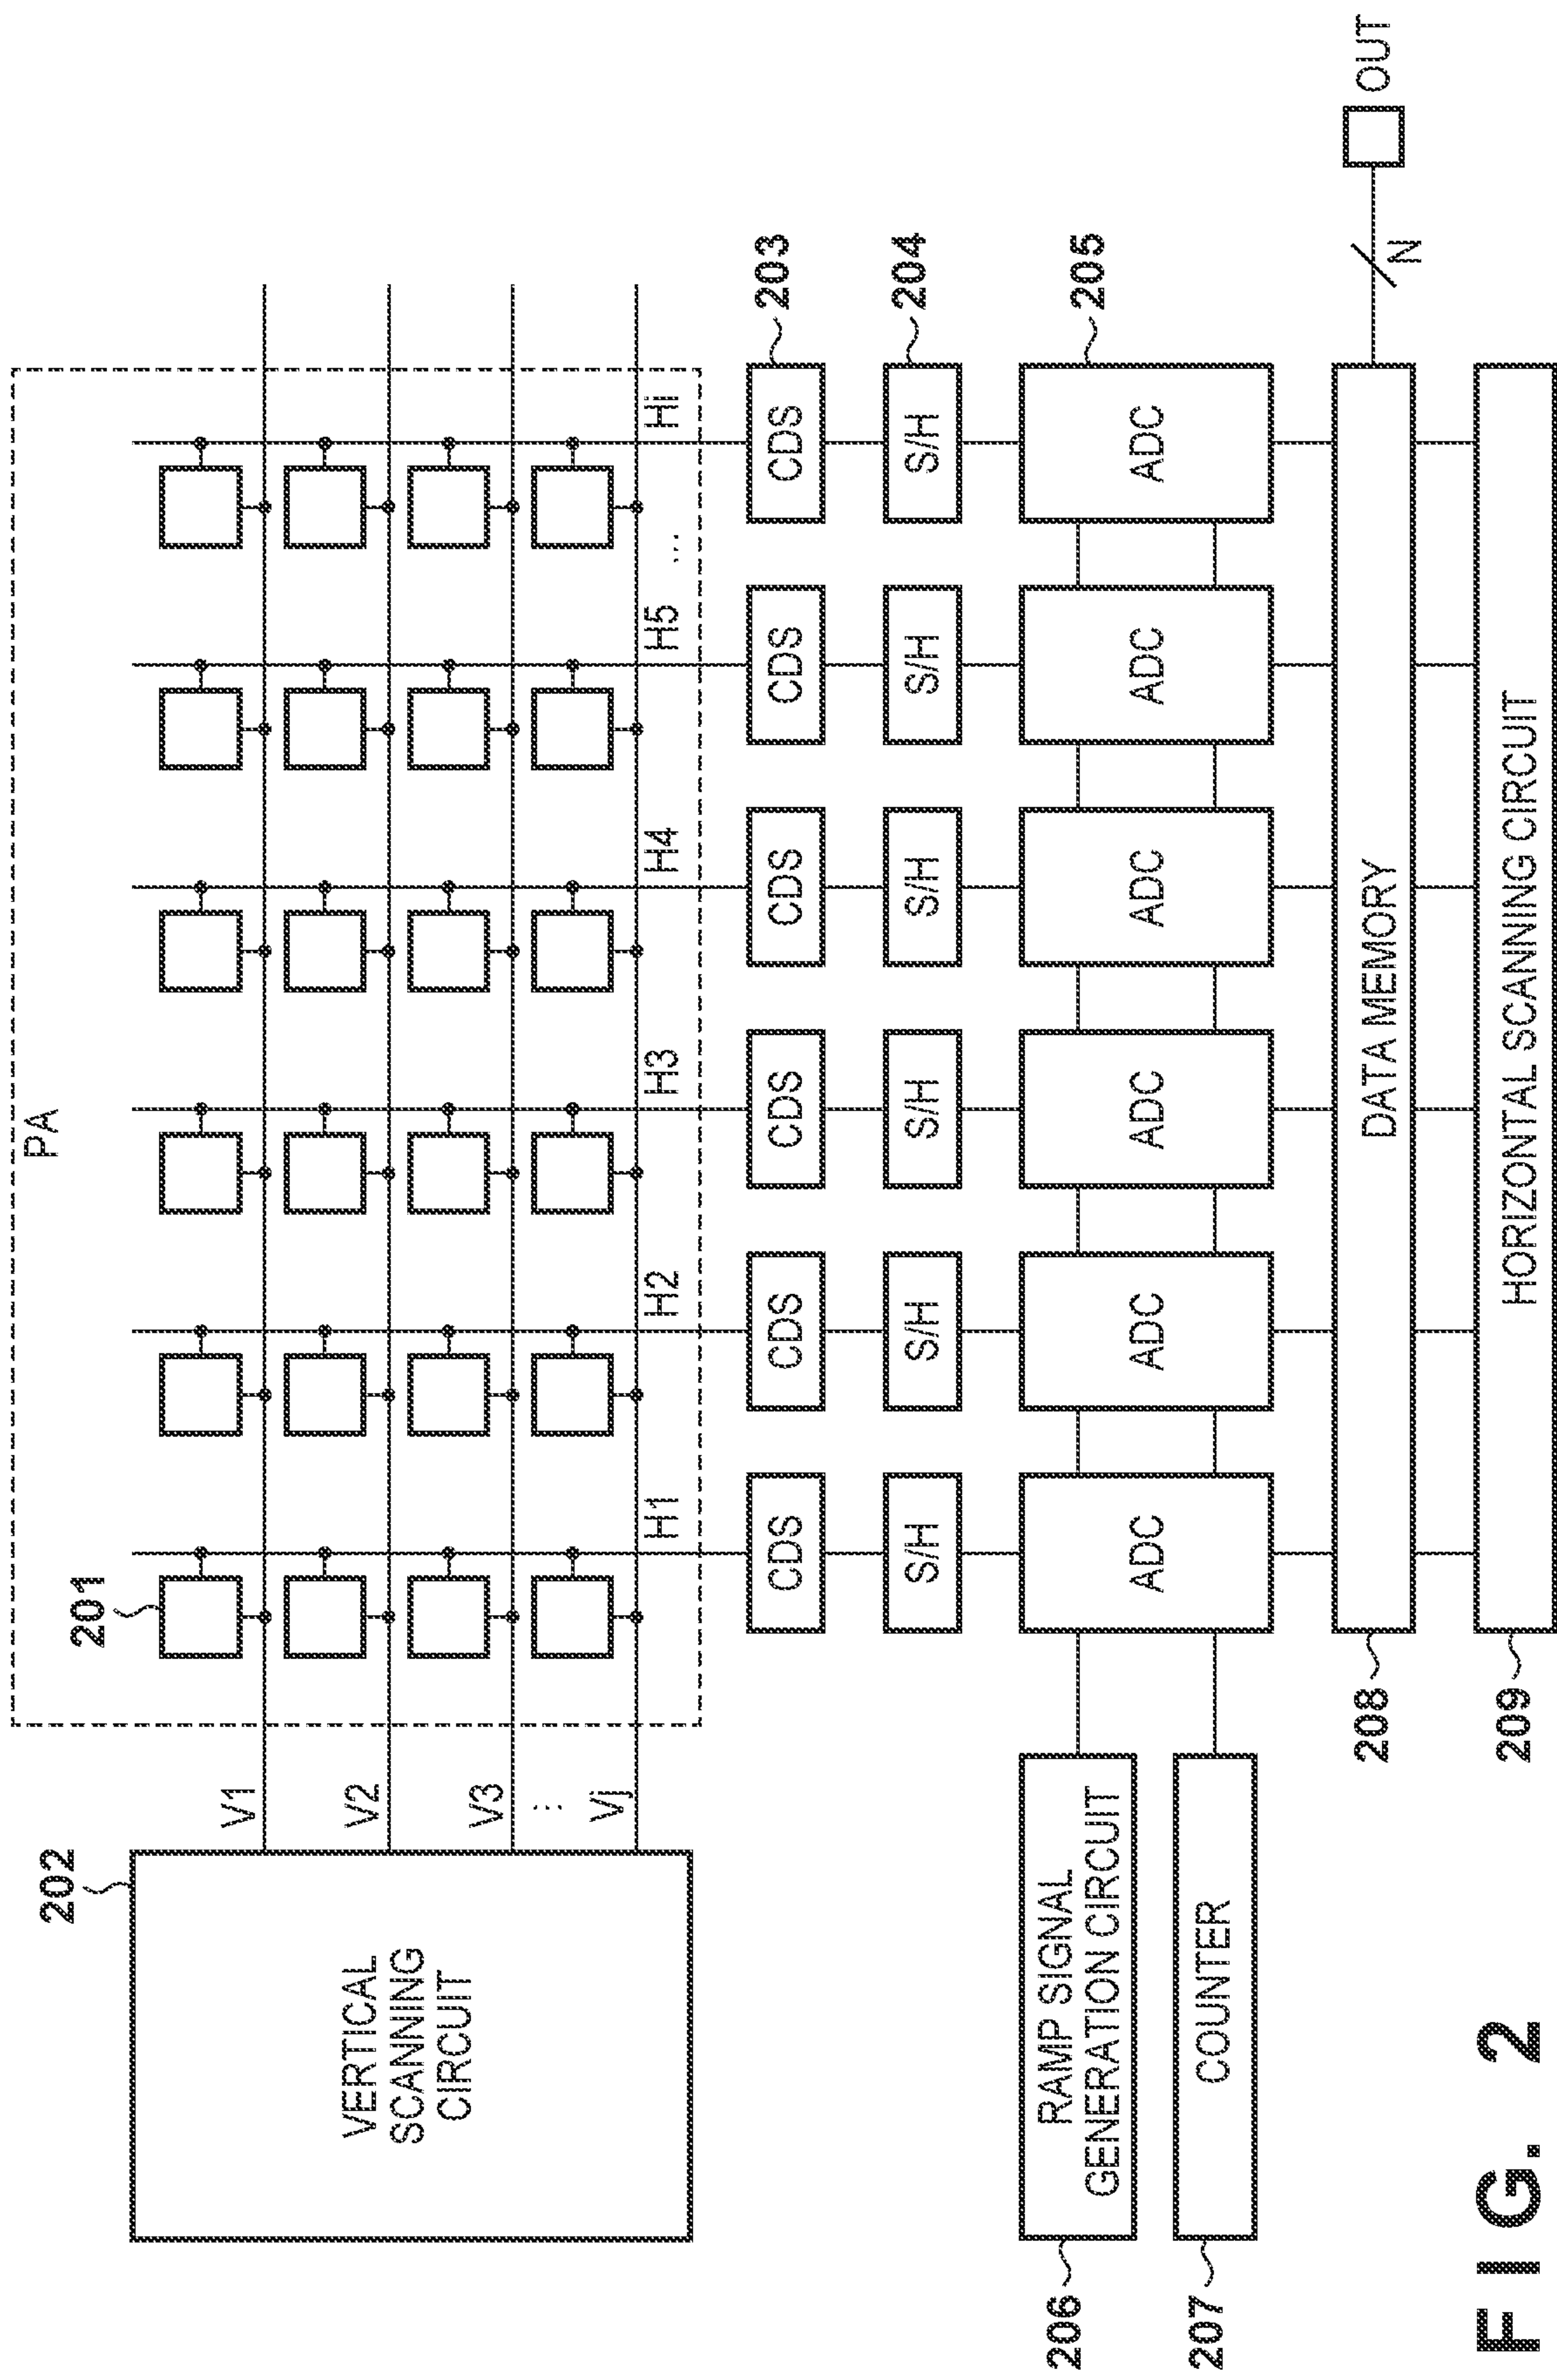 PA
201
202
VERTICAL
SCANNING
CIRCUIT
V1
V2
V3
...
Vj
H1
H2
H3
H4
H5
...
Hi
CDS
CDS
CDS
CDS
CDS
CDS
203
S/H
S/H
S/H
S/H
S/H
S/H
204
206
RAMP SIGNAL
GENERATION CIRCUIT
207
COUNTER
ADC
ADC
ADC
ADC
ADC
ADC
205
208
DATA MEMORY
N
OUT
209
HORIZONTAL SCANNING CIRCUIT
FIG. 2